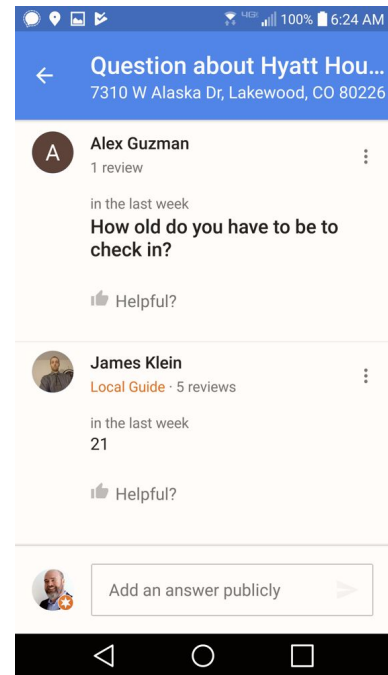 4GE 100% 6:24 AM
Question about Hyatt Hou...
7310 W Alaska Dr, Lakewood, CO 80226
A
Alex Guzman
1 review
in the last week
How old do you have to be to
check in?
Helpful?
James Klein
Local Guide · 5 reviews
in the last week
21
Helpful?
Add an answer publicly